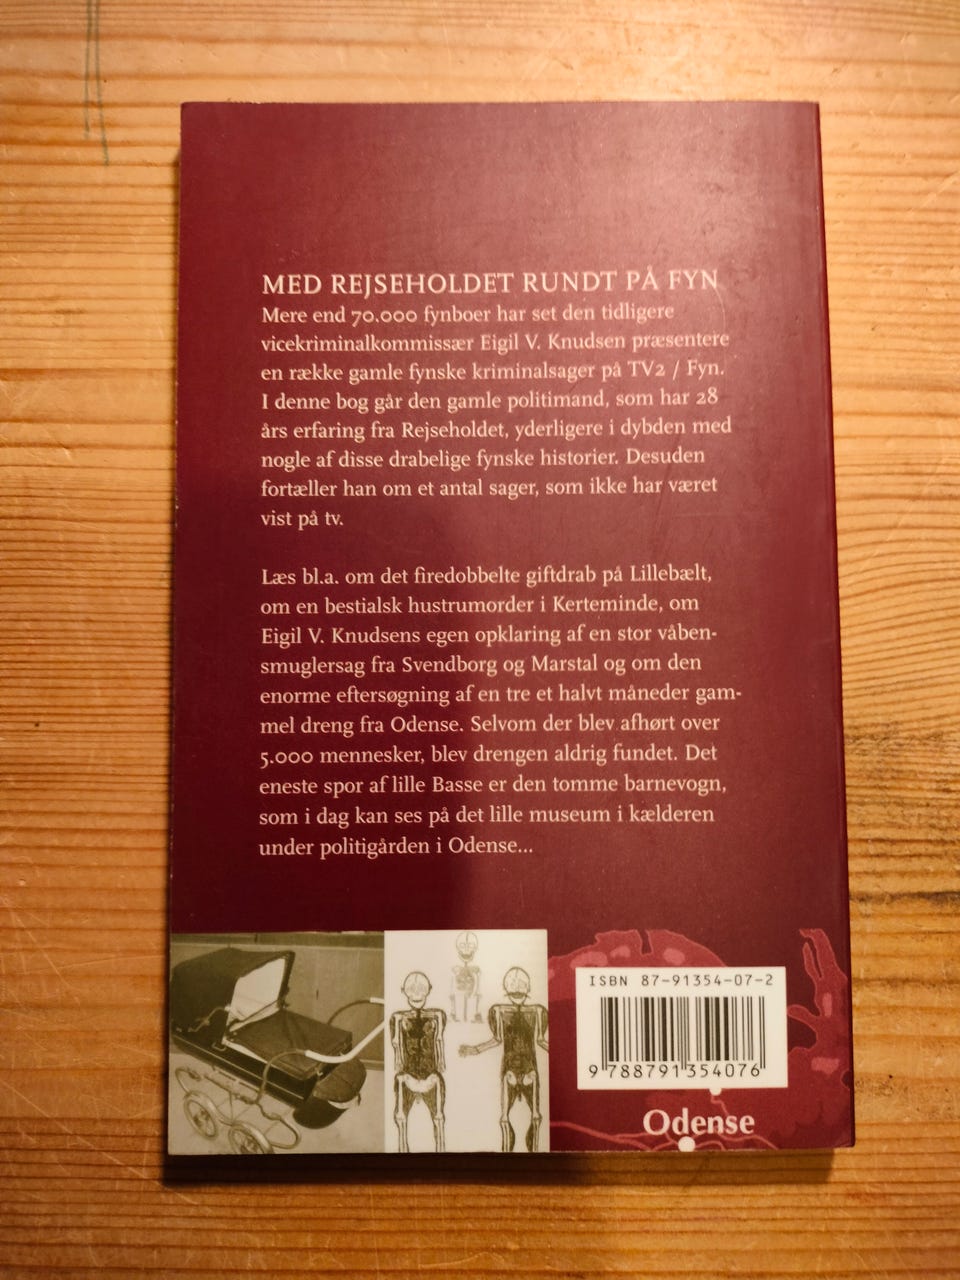 MED REJSEHOLDET RUNDT PÅ FYN
Mere end 70.000 fynboer har set den tidligere
vicekriminalkommissær Eigil V. Knudsen præsentere
en række gamle fynske kriminalsager på TV2 / Fyn.
I denne bog går den gamle politimand, som har 28
års erfaring fra Rejseholdet, yderligere i dybden med
nogle af disse drabelige fynske historier. Desuden
fortæller han om et antal sager, som ikke har været
vist på tv.
Læs bl.a. om det firedobbelte giftdrab på Lillebælt,
om en bestialsk hustrumorder i Kerteminde, om
Eigil V. Knudsens egen opklaring af en stor våben-
smuglersag fra Svendborg og Marstal og om den
enorme eftersøgning af en tre et halvt måneder gam-
mel dreng fra Odense. Selvom der blev afhørt over
5.000 mennesker, blev drengen aldrig fundet. Det
eneste spor af lille Basse er den tomme barnevogn,
som i dag kan ses på det lille museum i kælderen
under politigården i Odense...
ISBN 87-91354-07-2
9 788791 354076
Odense